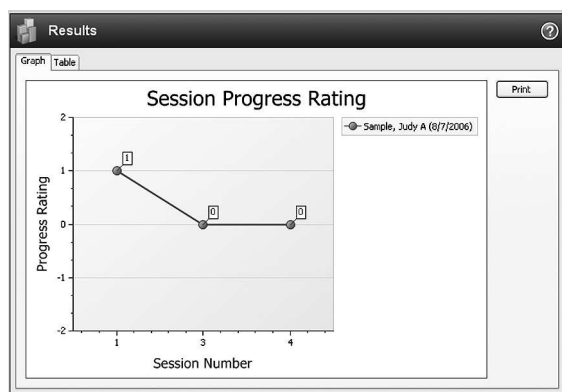 Results
?
Graph Table
Print
Session Progress Rating
Sample, Judy A (8/7/2006)
Progress Rating
2
1
0
-1
-2
1
0
0
1 3 4
Session Number